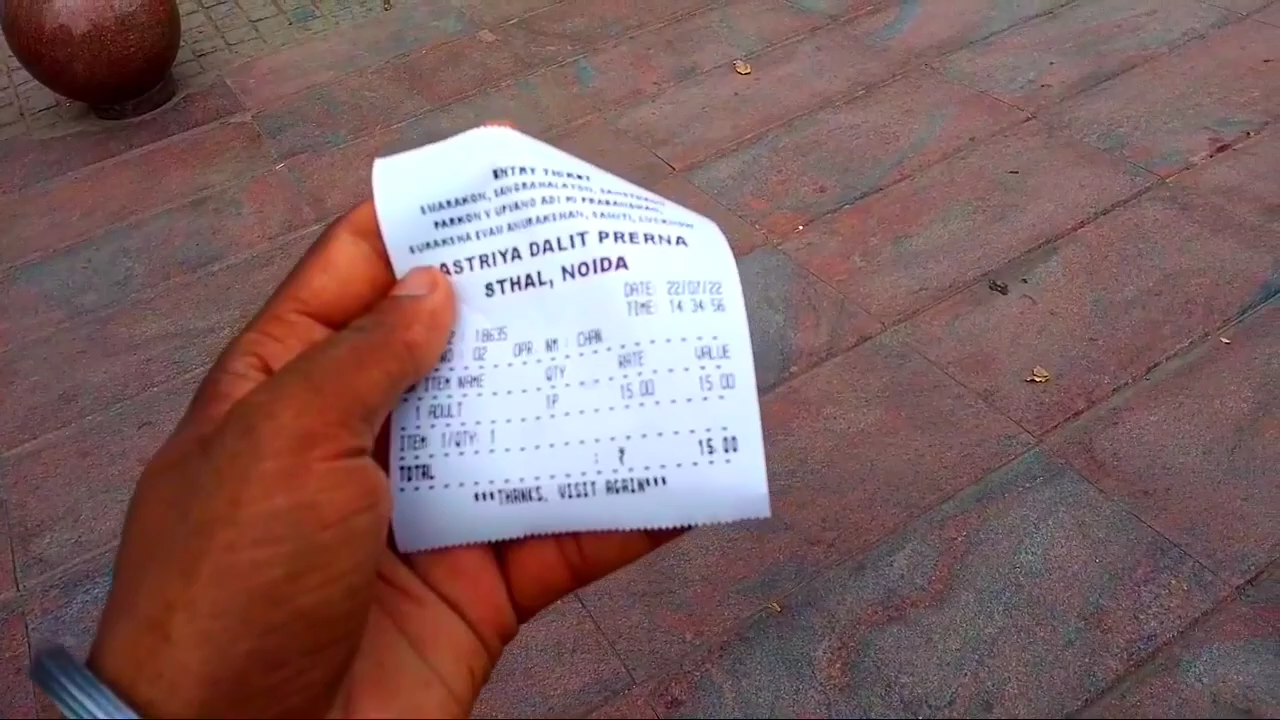 ENTRY TICKET
SMARAKON, SANGRAHALAYON, SANSTHANO
PARKON V UPVANO ADI KI PRABANDHAN,
SURAKSHA EVAM ANURAKSHAN, SAMITI, LUCKNOW
ASTRIYA DALIT PRERNA
STHAL, NOIDA
DATE: 22/07/22
TIME: 14:34:56
: 18635
NO : 02 OPR. NM : CHAN
ITEM NAME QTY RATE VALUE
1 ADULT 1P 15.00 15.00
ITEM: 1/QTY: 1
TOTAL : ₹ 15.00
***THANKS, VISIT AGAIN***